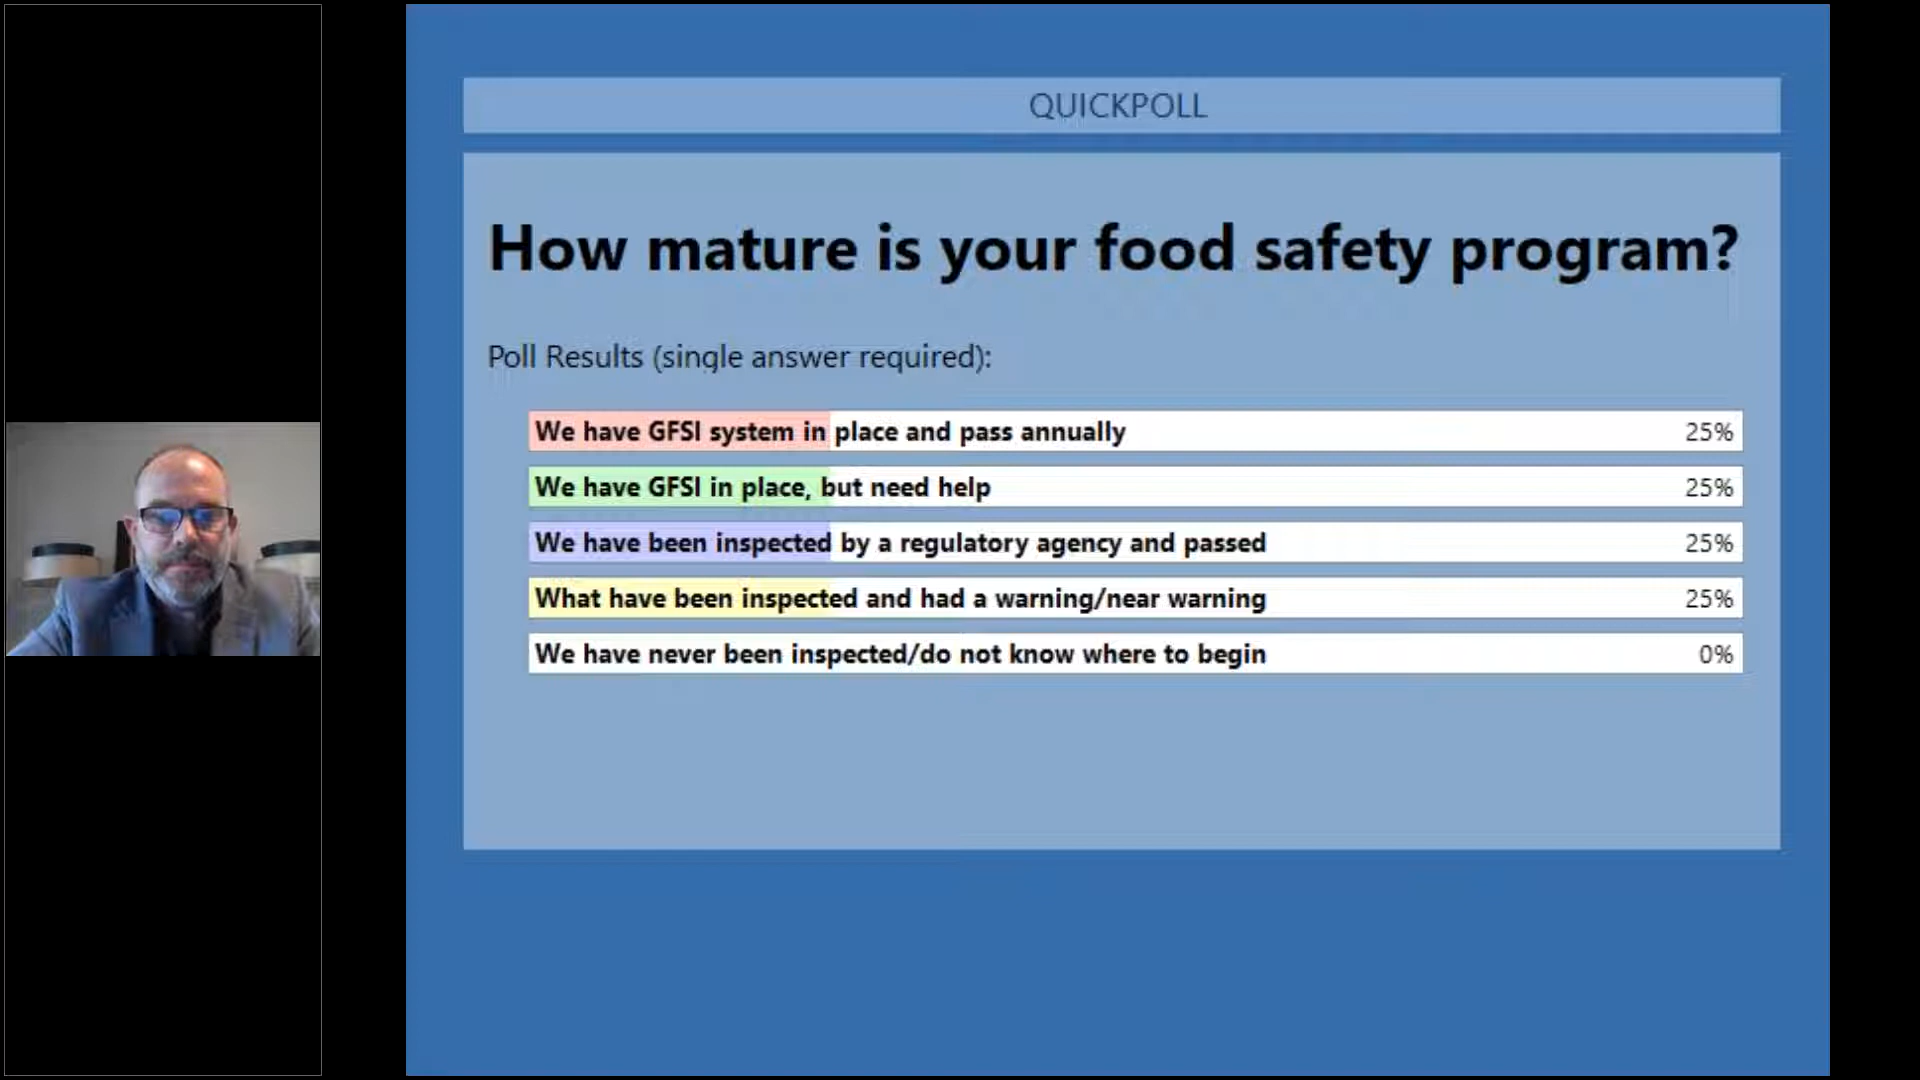 QUICKPOLL
How mature is your food safety program?
Poll Results (single answer required):
We have GFSI system in place and pass annually 25%
We have GFSI in place, but need help 25%
We have been inspected by a regulatory agency and passed 25%
What have been inspected and had a warning/near warning 25%
We have never been inspected/do not know where to begin 0%